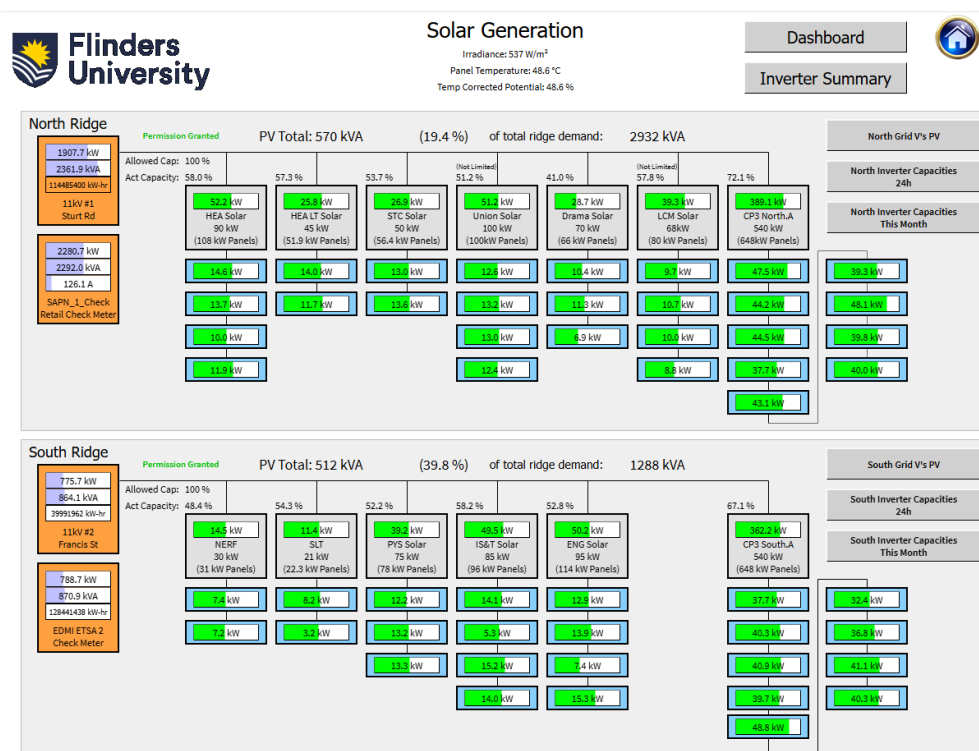 Flinders
University
Solar Generation
Irradiance: 537 W/m²
Panel Temperature: 48.6 °C
Temp Corrected Potential: 48.6 %
Dashboard
Inverter Summary
North Ridge
Permission Granted PV Total: 570 kVA (19.4 %) of total ridge demand: 2932 kVA
North Grid V's PV
North Inverter Capacities
24h
North Inverter Capacities
This Month
1907.7 kW
2361.9 kVA
114485400 kW-hr
11kV #1
Sturt Rd
2280.7 kW
2292.0 kVA
126.1 A
SAPN_1_Check
Retail Check Meter
Allowed Cap: 100 %
(Not Limited) (Not Limited)
Act Capacity: 58.0 % 57.3 % 53.7 % 51.2 % 41.0 % 57.8 % 72.1 %
52.2 kW 25.8 kW 26.9 kW 51.2 kW 28.7 kW 39.3 kW 389.1 kW
HEA Solar HEA LT Solar STC Solar Union Solar Drama Solar LCM Solar CP3 North.A
90 kW 45 kW 50 kW 100 kW 70 kW 68kW 540 kW
(108 kW Panels) (51.9 kW Panels) (56.4 kW Panels) (100kW Panels) (66 kW Panels) (80 kW Panels) (648kW Panels)
14.6 kW 14.0 kW 13.0 kW 12.6 kW 10.4 kW 9.7 kW 47.5 kW 39.3 kW
13.7 kW 11.7 kW 13.6 kW 13.2 kW 11.3 kW 10.7 kW 44.2 kW 48.1 kW
10.0 kW 13.0 kW 6.9 kW 10.0 kW 44.5 kW 39.8 kW
11.9 kW 12.4 kW 8.8 kW 37.7 kW 40.0 kW
43.1 kW
South Ridge
Permission Granted PV Total: 512 kVA (39.8 %) of total ridge demand: 1288 kVA
South Grid V's PV
South Inverter Capacities
24h
South Inverter Capacities
This Month
775.7 kW
864.1 kVA
39991962 kW-hr
11kV #2
Francis St
788.7 kW
870.9 kVA
128441438 kW-hr
EDMI ETSA 2
Check Meter
Allowed Cap: 100 %
Act Capacity: 48.4 % 54.3 % 52.2 % 58.2 % 52.8 % 67.1 %
14.5 kW 11.4 kW 39.2 kW 49.5 kW 50.2 kW 362.2 kW
NERF SLT PYS Solar IS&T Solar ENG Solar CP3 South.A
30 kW 21 kW 75 kW 85 kW 95 kW 540 kW
(31 kW Panels) (22.3 kW Panels) (78 kW Panels) (96 kW Panels) (114 kW Panels) (648 kW Panels)
7.4 kW 8.2 kW 12.2 kW 14.1 kW 12.9 kW 37.7 kW 32.4 kW
7.2 kW 3.2 kW 13.2 kW 5.3 kW 13.9 kW 40.3 kW 36.8 kW
13.3 kW 15.2 kW 7.4 kW 40.9 kW 41.1 kW
14.0 kW 15.3 kW 39.7 kW 40.3 kW
48.8 kW